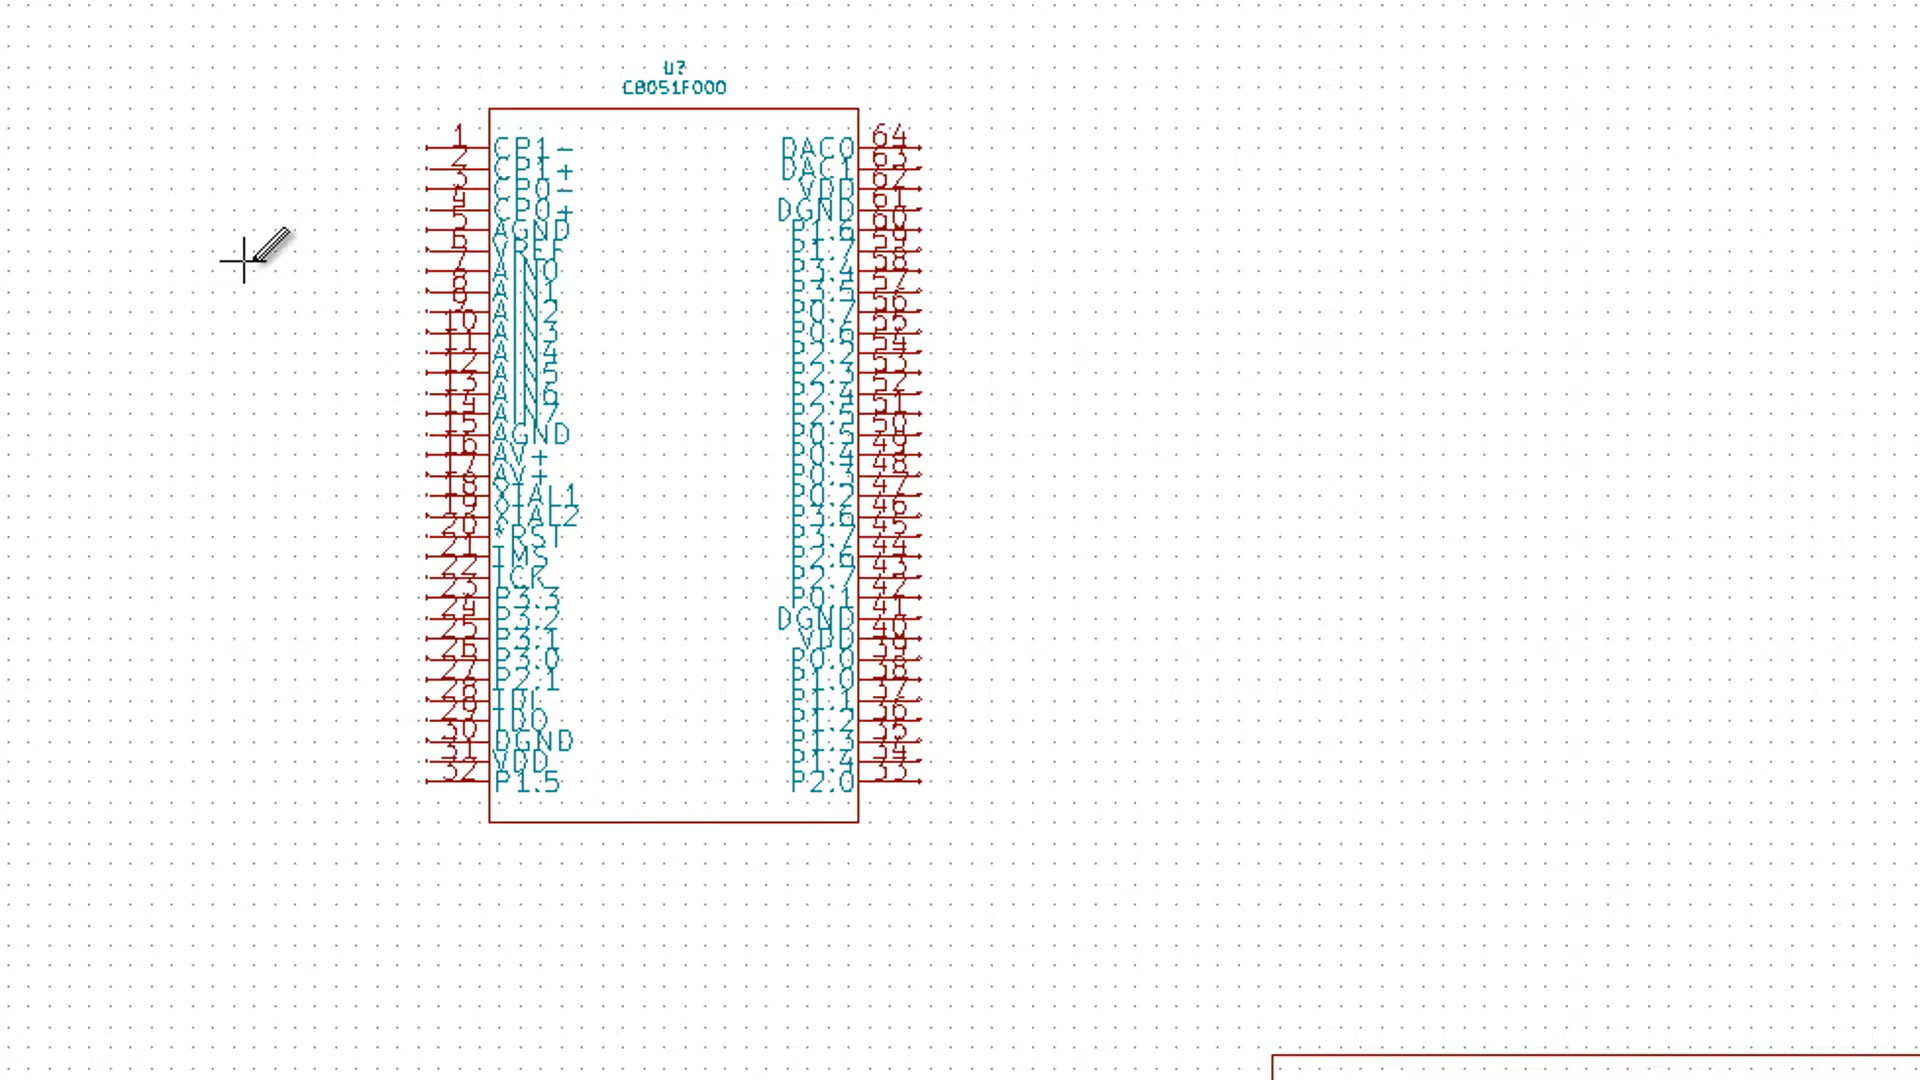 U?
C8051F000
1 CP1- DAC0 64
2 CP1+ DAC1 63
3 CP0- VDD 62
4 CP0+ DGND 61
5 AGND P1.6 60
6 VREF P1.7 59
7 AIN0 P3.4 58
8 AIN1 P3.5 57
9 AIN2 P0.7 56
10 AIN3 P0.6 55
11 AIN4 P2.2 54
12 AIN5 P2.3 53
13 AIN6 P2.4 52
14 AIN7 P2.5 51
15 AGND P0.5 50
16 AV+ P0.4 49
17 AV+ P0.3 48
18 XTAL1 P0.2 47
19 XTAL2 P3.6 46
20 *RST P3.7 45
21 TMS P2.6 44
22 TCK P2.7 43
23 P3.3 P0.1 42
24 P3.2 DGND 41
25 P3.1 VDD 40
26 P3.0 P0.0 39
27 P2.1 P1.0 38
28 TDI P1.1 37
29 TDO P1.2 36
30 DGND P1.3 35
31 VDD P1.4 34
32 P1.5 P2.0 33